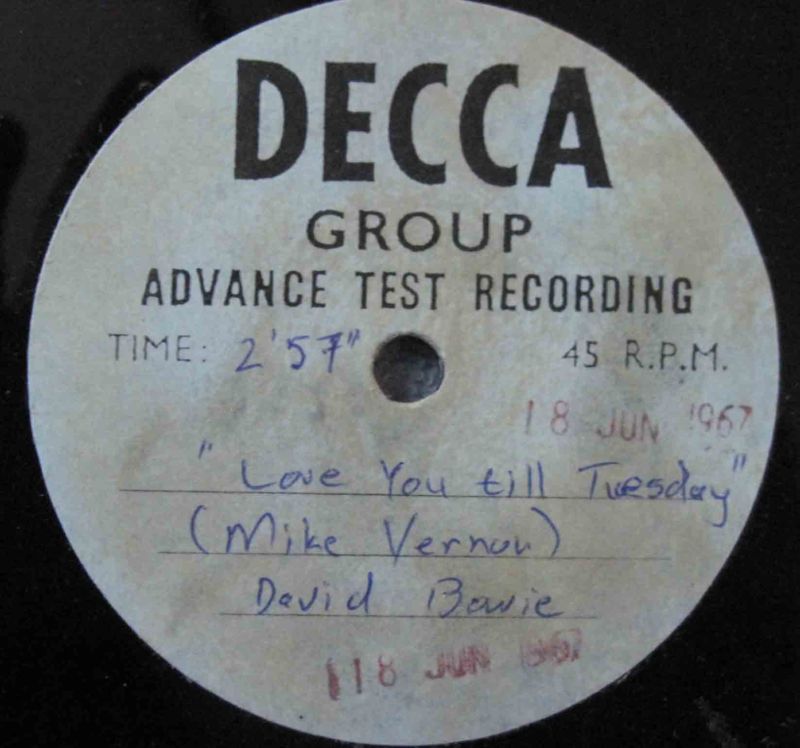 DECCA
GROUP
ADVANCE TEST RECORDING
TIME: 2'57" 45 R.P.M.
18 JUN 1967
"Love You till Tuesday"
(Mike Vernon)
David Bowie
18 JUN 1967